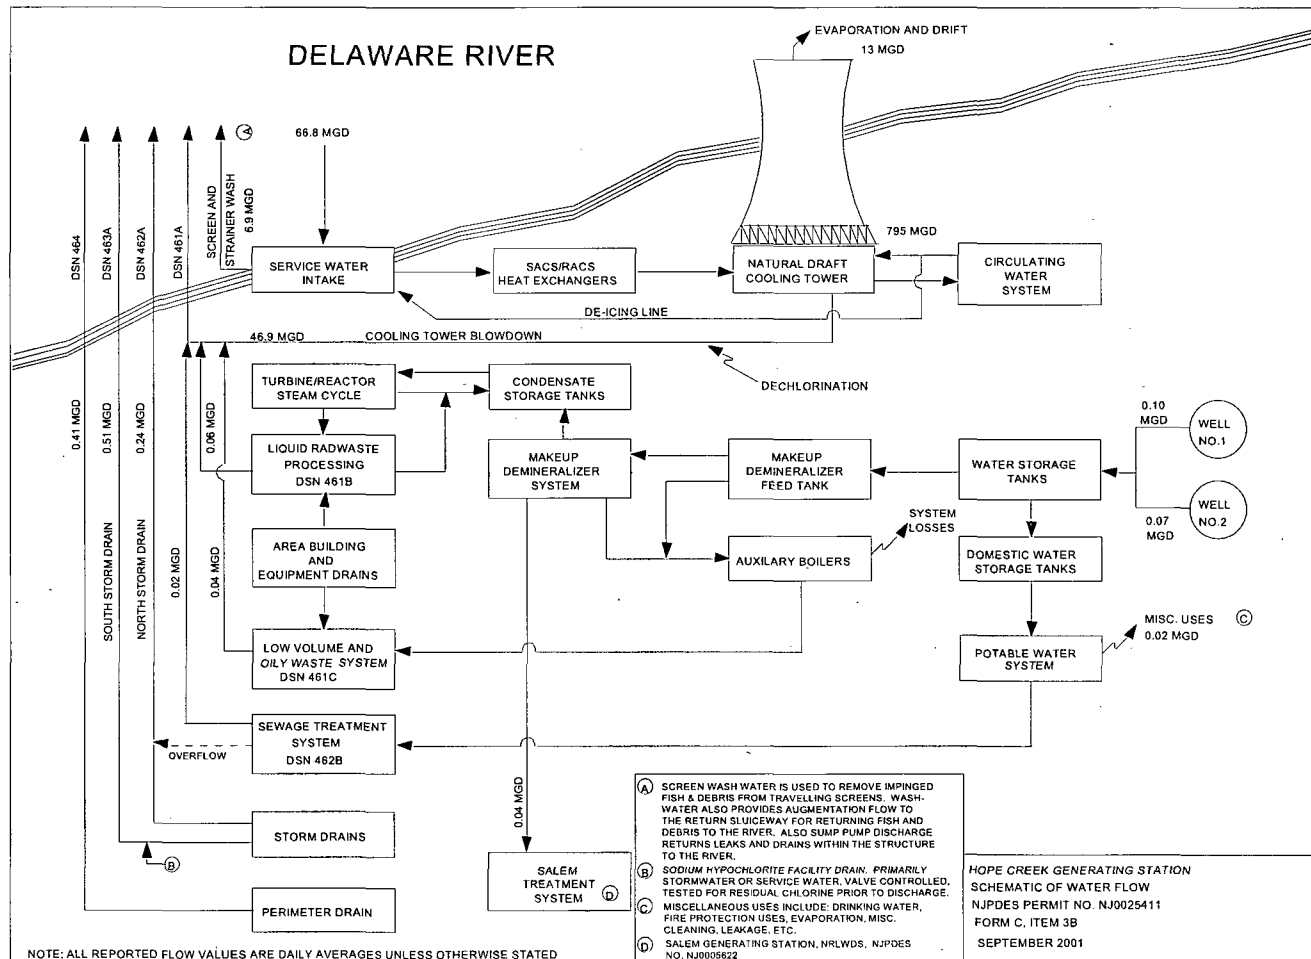 DELAWARE RIVER
EVAPORATION AND DRIFT
13 MGD
A
66.8 MGD
SCREEN AND
STRAINER WASH
6.9 MGD
DSN 464
DSN 463A
DSN 462A
DSN 461A
795 MGD
SERVICE WATER
INTAKE
SACS/RACS
HEAT EXCHANGERS
NATURAL DRAFT
COOLING TOWER
CIRCULATING
WATER
SYSTEM
DE-ICING LINE
46.9 MGD
COOLING TOWER BLOWDOWN
DECHLORINATION
TURBINE/REACTOR
STEAM CYCLE
CONDENSATE
STORAGE TANKS
0.41 MGD
0.51 MGD
0.24 MGD
0.06 MGD
0.10
MGD
WELL
NO.1
LIQUID RADWASTE
PROCESSING
DSN 461B
MAKEUP
DEMINERALIZER
SYSTEM
MAKEUP
DEMINERALIZER
FEED TANK
WATER STORAGE
TANKS
0.07
MGD
WELL
NO.2
SYSTEM
LOSSES
AREA BUILDING
AND
EQUIPMENT DRAINS
AUXILARY BOILERS
DOMESTIC WATER
STORAGE TANKS
SOUTH STORM DRAIN
NORTH STORM DRAIN
0.02 MGD
0.04 MGD
LOW VOLUME AND
OILY WASTE SYSTEM
DSN 461C
POTABLE WATER
SYSTEM
MISC. USES
0.02 MGD
C
SEWAGE TREATMENT
SYSTEM
DSN 462B
OVERFLOW
0.04 MGD
STORM DRAINS
B
SALEM
TREATMENT
SYSTEM
D
PERIMETER DRAIN
A SCREEN WASH WATER IS USED TO REMOVE IMPINGED
FISH & DEBRIS FROM TRAVELLING SCREENS. WASH-
WATER ALSO PROVIDES AUGMENTATION FLOW TO
THE RETURN SLUICEWAY FOR RETURNING FISH AND
DEBRIS TO THE RIVER. ALSO SUMP PUMP DISCHARGE
RETURNS LEAKS AND DRAINS WITHIN THE STRUCTURE
TO THE RIVER.
B SODIUM HYPOCHLORITE FACILITY DRAIN. PRIMARILY
STORMWATER OR SERVICE WATER, VALVE CONTROLLED,
TESTED FOR RESIDUAL CHLORINE PRIOR TO DISCHARGE.
C MISCELLANEOUS USES INCLUDE: DRINKING WATER,
FIRE PROTECTION USES, EVAPORATION, MISC.
CLEANING, LEAKAGE, ETC.
D SALEM GENERATING STATION, NRLWDS, NJPDES
NO. NJ0005622
HOPE CREEK GENERATING STATION
SCHEMATIC OF WATER FLOW
NJPDES PERMIT NO. NJ0025411
FORM C, ITEM 3B
SEPTEMBER 2001
NOTE: ALL REPORTED FLOW VALUES ARE DAILY AVERAGES UNLESS OTHERWISE STATED